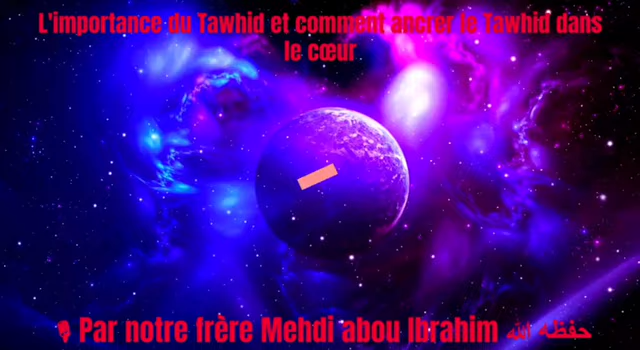 L'importance du Tawhid et comment ancrer le Tawhid dans
le cœur
🎙 Par notre frère Mehdi abou Ibrahim حفظه الله